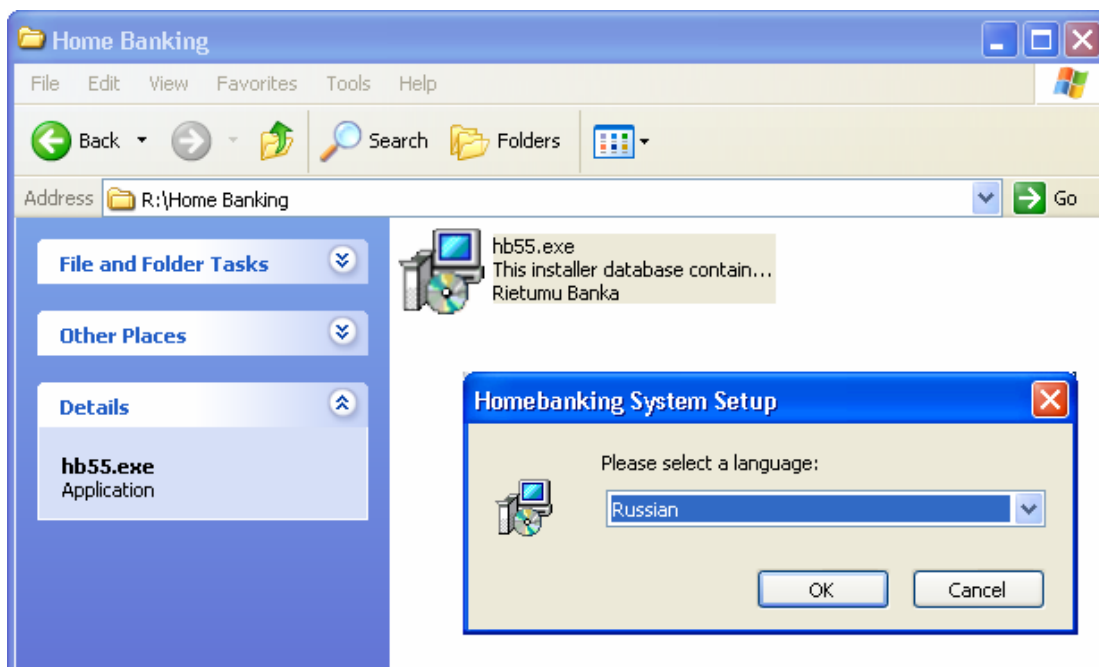 Home Banking
File Edit View Favorites Tools Help
Back Search Folders
Address R:\Home Banking Go
File and Folder Tasks
Other Places
Details
hb55.exe
Application
hb55.exe
This installer database contain...
Rietumu Banka
Homebanking System Setup
Please select a language:
Russian
OK Cancel